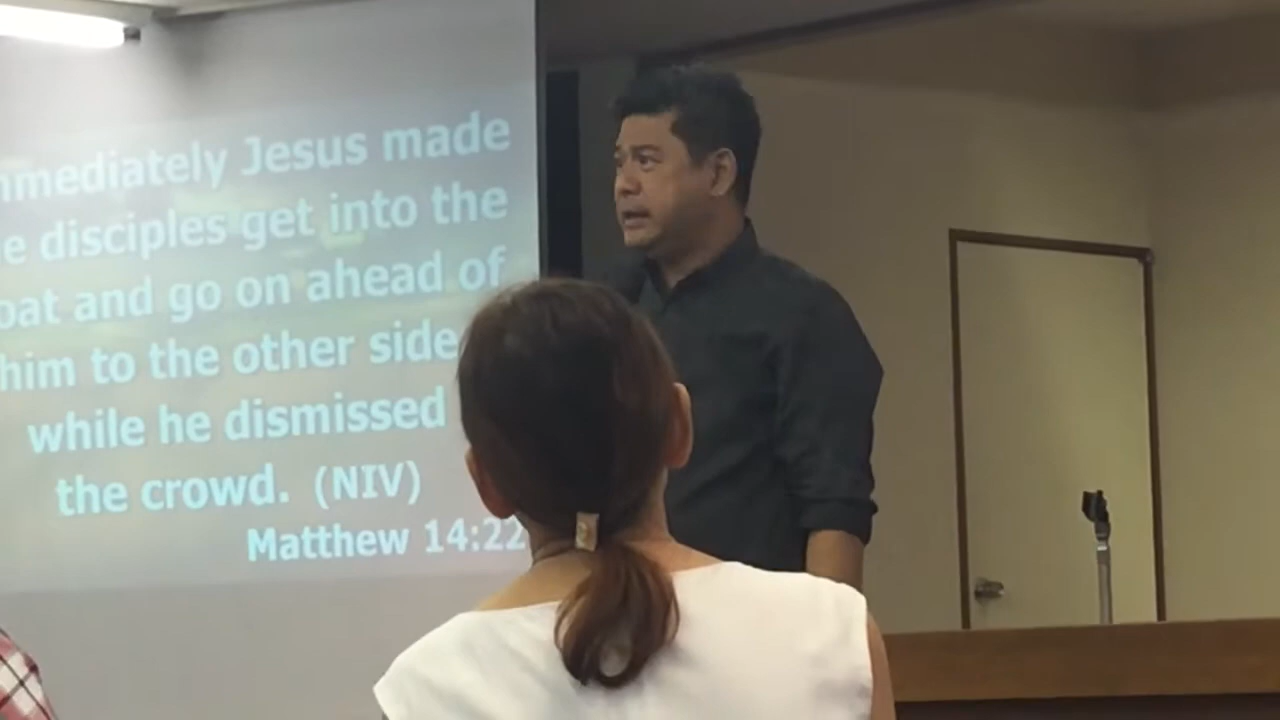 mmediately Jesus made
e disciples get into the
oat and go on ahead of
him to the other side
while he dismissed
the crowd. (NIV)
Matthew 14:22